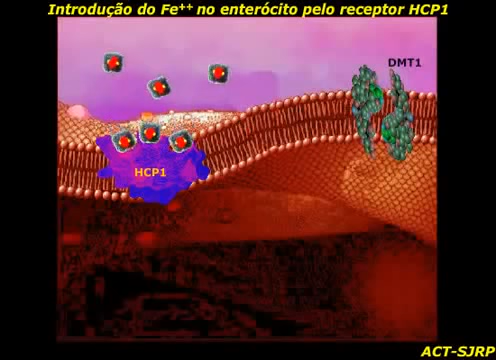 Introdução do Fe⁺⁺ no enterócito pelo receptor HCP1
DMT1
HCP1
ACT-SJRP